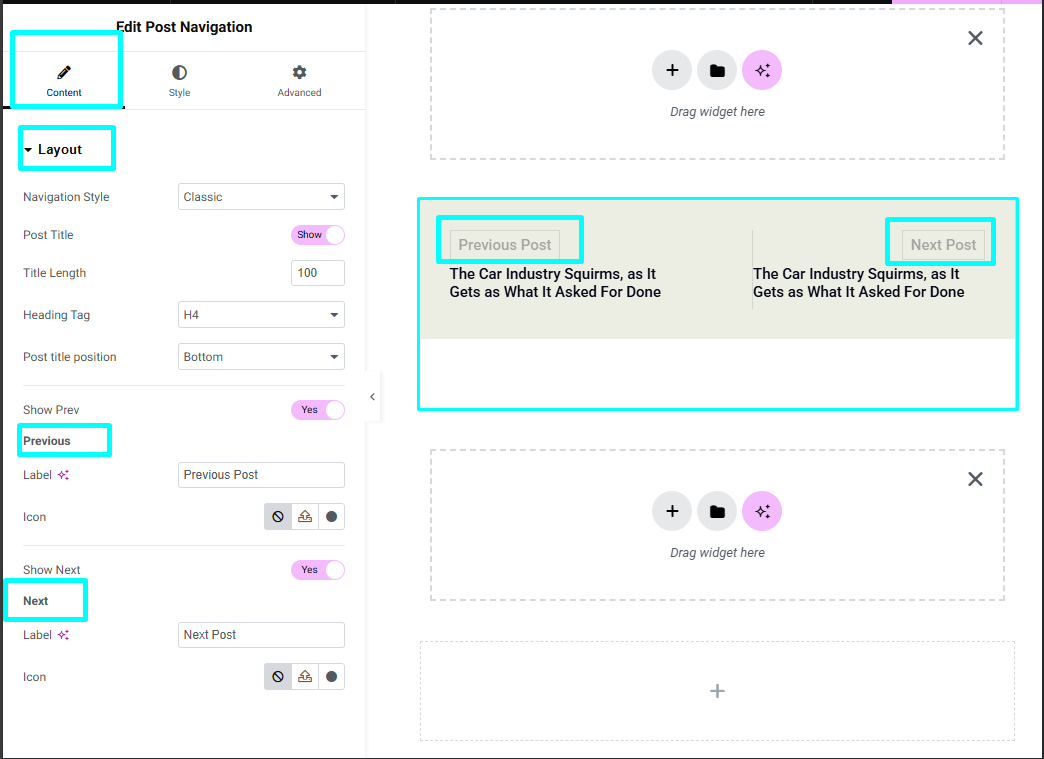 Edit Post Navigation
Content
Style
Advanced
Layout
Navigation Style
Classic
Post Title
Show
Title Length
100
Heading Tag
H4
Post title position
Bottom
Show Prev
Yes
Previous
Label
Previous Post
Icon
Show Next
Yes
Next
Label
Next Post
Icon
Drag widget here
Previous Post
The Car Industry Squirms, as It
Gets as What It Asked For Done
Next Post
The Car Industry Squirms, as It
Gets as What It Asked For Done
Drag widget here